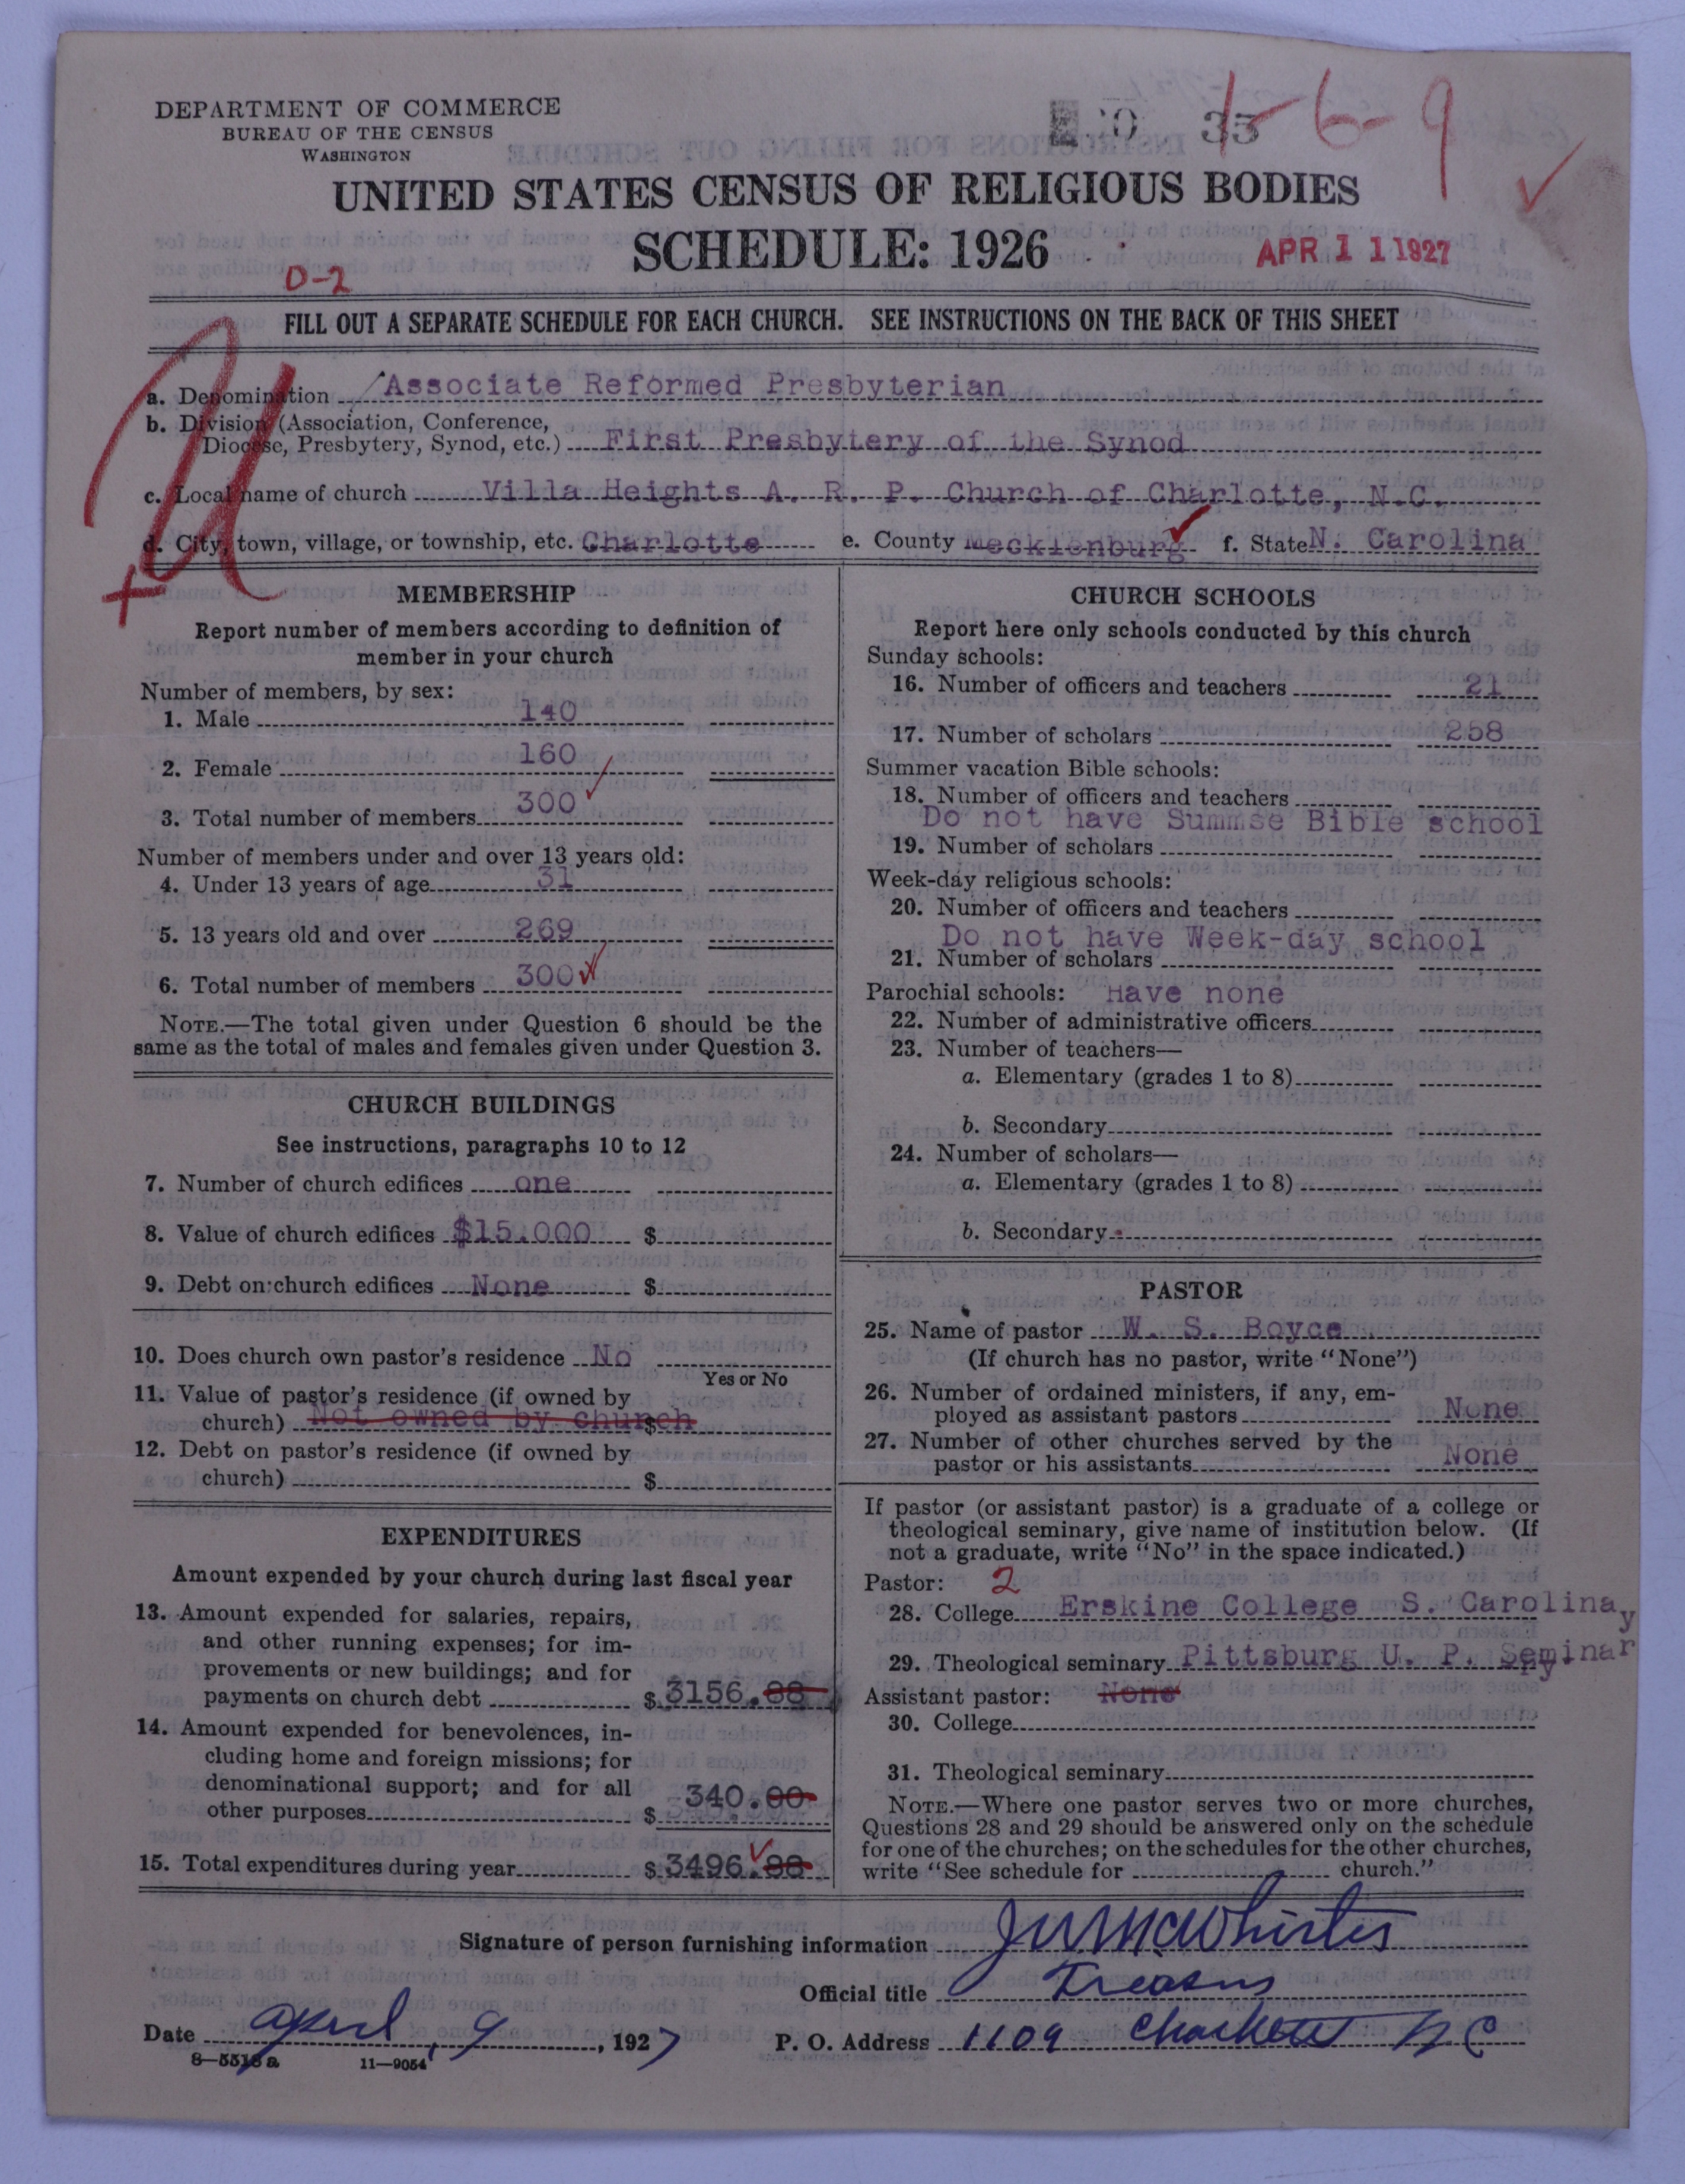 DEPARTMENT OF COMMERCE
BUREAU OF THE CENSUS
WASHINGTON
35 1-6-9
UNITED STATES CENSUS OF RELIGIOUS BODIES
SCHEDULE: 1926
APR 11 1927
0-2
FILL OUT A SEPARATE SCHEDULE FOR EACH CHURCH. SEE INSTRUCTIONS ON THE BACK OF THIS SHEET
a. Denomination Associate Reformed Presbyterian
b. Division (Association, Conference,
Diocese, Presbytery, Synod, etc.) First Presbytery of the Synod
c. Local name of church Villa Heights A. R. P. Church of Charlotte, N.C.
d. City, town, village, or township, etc. Charlotte e. County Mecklenburg f. State N. Carolina
MEMBERSHIP
Report number of members according to definition of
member in your church
Number of members, by sex:
1. Male 140
2. Female 160
3. Total number of members 300
Number of members under and over 13 years old:
4. Under 13 years of age 31
5. 13 years old and over 269
6. Total number of members 300
NOTE.—The total given under Question 6 should be the
same as the total of males and females given under Question 3.
CHURCH BUILDINGS
See instructions, paragraphs 10 to 12
7. Number of church edifices one
8. Value of church edifices $15.000 $
9. Debt on church edifices None $
10. Does church own pastor's residence No
Yes or No
11. Value of pastor's residence (if owned by
church) Not owned by church $
12. Debt on pastor's residence (if owned by
church) $
EXPENDITURES
Amount expended by your church during last fiscal year
13. Amount expended for salaries, repairs,
and other running expenses; for im-
provements or new buildings; and for
payments on church debt $ 3156.88
14. Amount expended for benevolences, in-
cluding home and foreign missions; for
denominational support; and for all
other purposes $ 340.00
15. Total expenditures during year $ 3496.88
CHURCH SCHOOLS
Report here only schools conducted by this church
Sunday schools:
16. Number of officers and teachers 21
17. Number of scholars 258
Summer vacation Bible schools:
18. Number of officers and teachers
Do not have Summse Bible school
19. Number of scholars
Week-day religious schools:
20. Number of officers and teachers
Do not have Week-day school
21. Number of scholars
Parochial schools: Have none
22. Number of administrative officers
23. Number of teachers—
a. Elementary (grades 1 to 8)
b. Secondary
24. Number of scholars—
a. Elementary (grades 1 to 8)
b. Secondary
PASTOR
25. Name of pastor W. S. Boyce
(If church has no pastor, write "None")
26. Number of ordained ministers, if any, em-
ployed as assistant pastors None
27. Number of other churches served by the
pastor or his assistants None
If pastor (or assistant pastor) is a graduate of a college or
theological seminary, give name of institution below. (If
not a graduate, write "No" in the space indicated.)
Pastor: 2
28. College Erskine College S. Carolina
29. Theological seminary Pittsburg U. P. Seminary
Assistant pastor: None
30. College
31. Theological seminary
NOTE.—Where one pastor serves two or more churches,
Questions 28 and 29 should be answered only on the schedule
for one of the churches; on the schedules for the other churches,
write "See schedule for church."
Signature of person furnishing information
Official title
Date April, 9, 1927 P. O. Address 1109 Charlotte N C
8—5518 a 11—9054